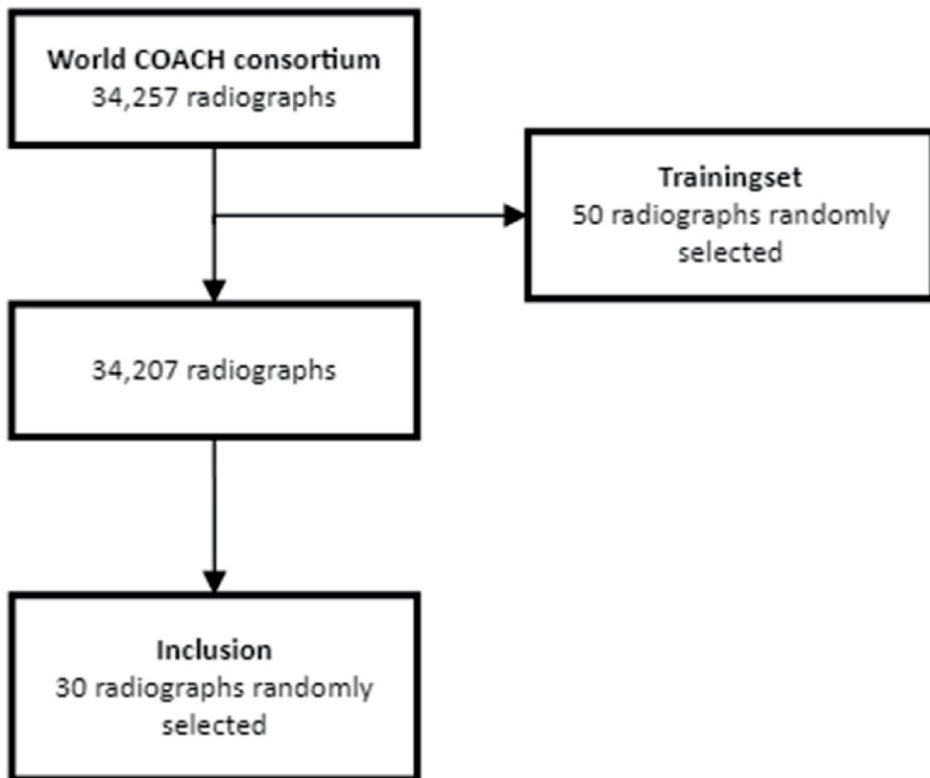 World COACH consortium
34,257 radiographs
Trainingset
50 radiographs randomly
selected
34,207 radiographs
Inclusion
30 radiographs randomly
selected